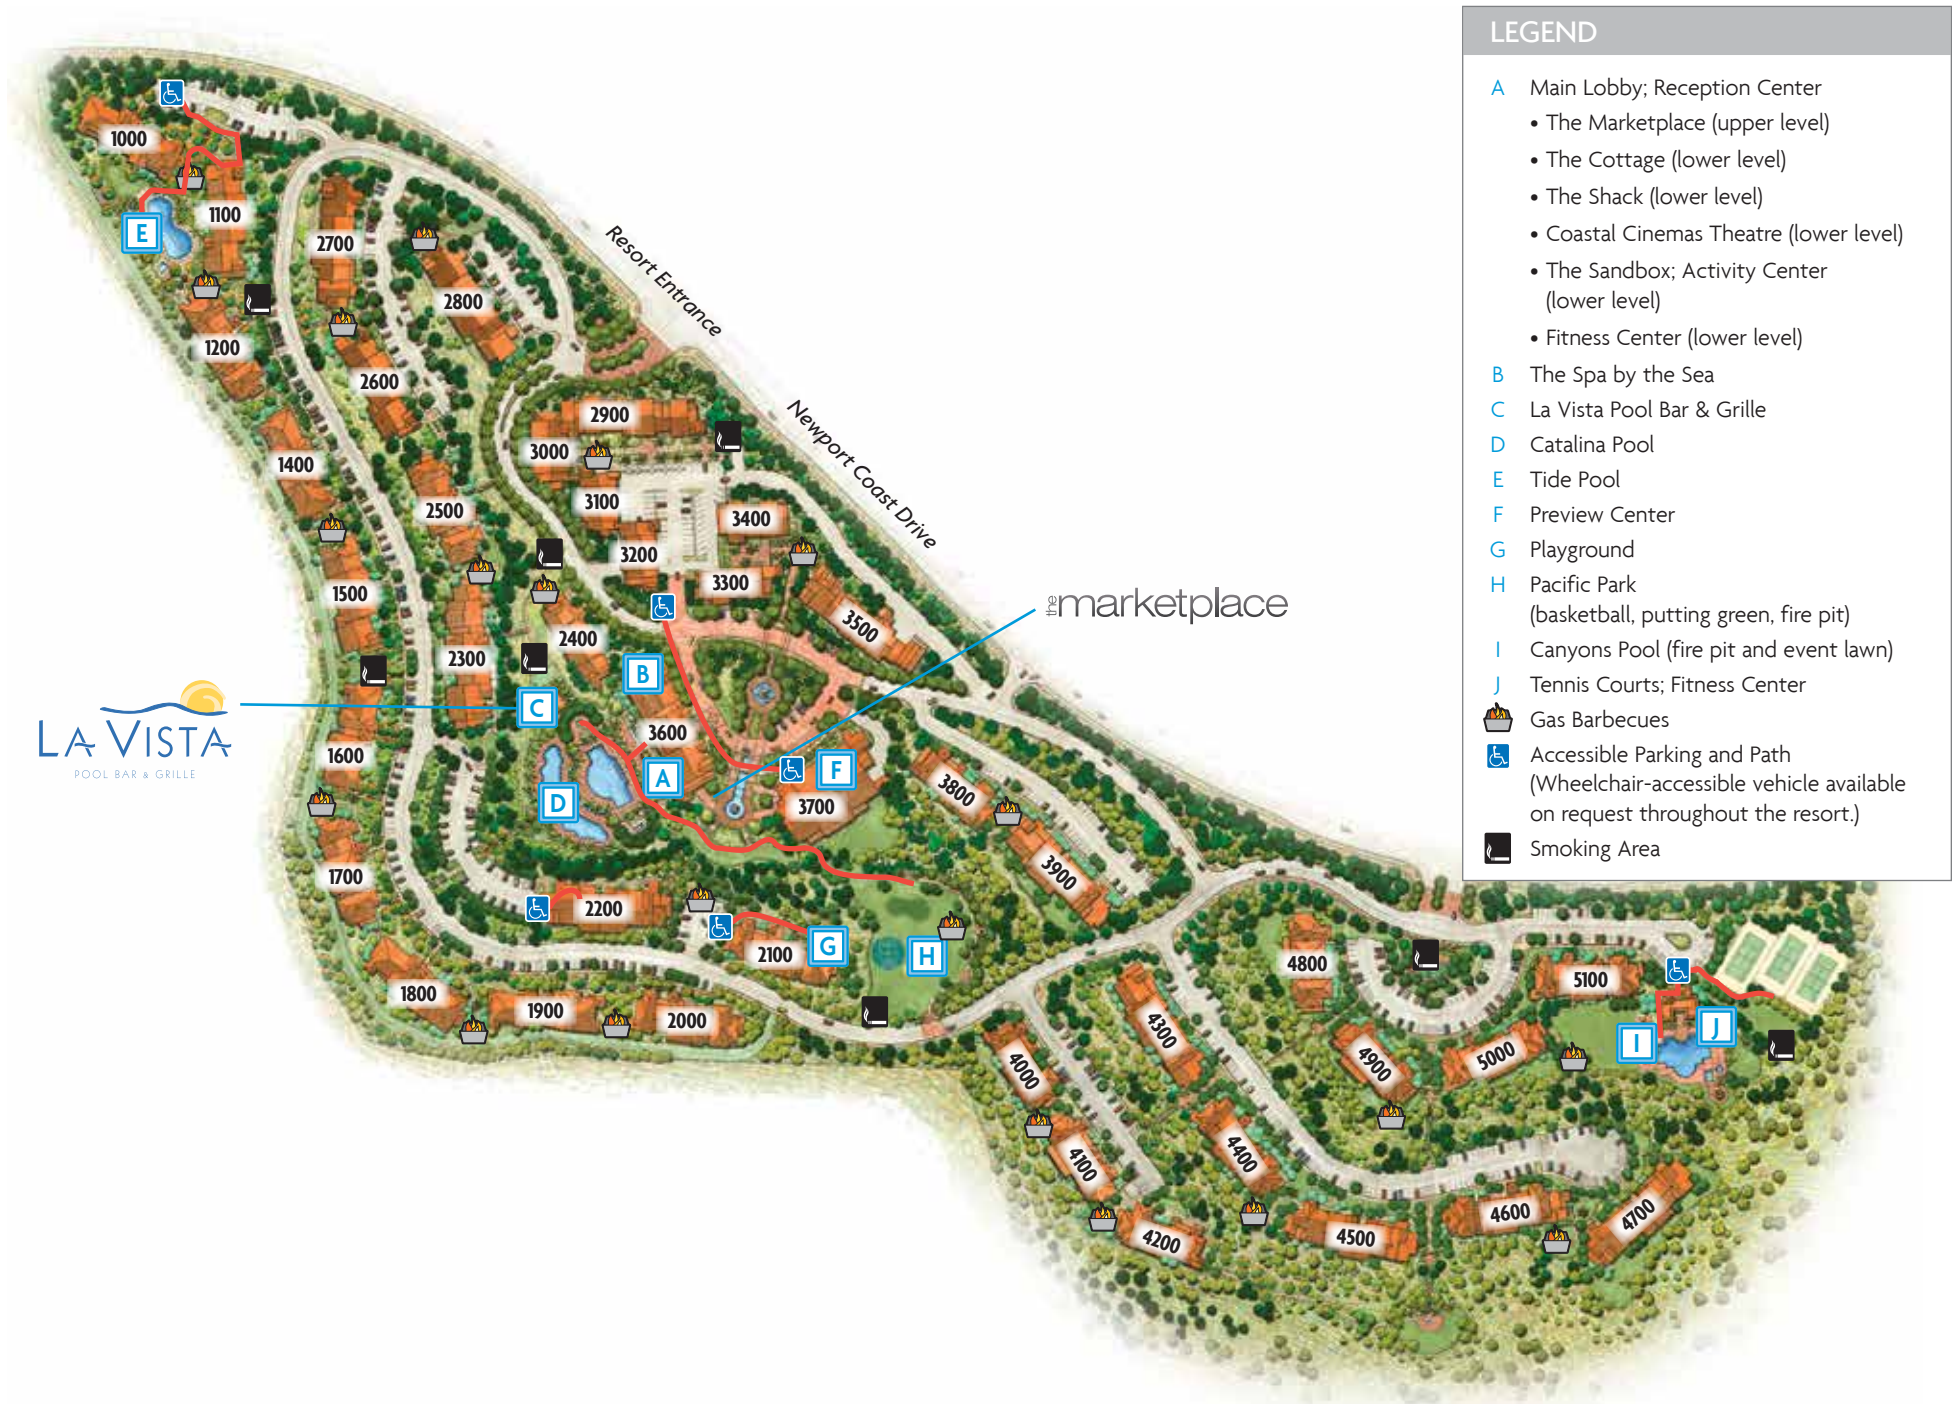 LEGEND
A Main Lobby; Reception Center
• The Marketplace (upper level)
• The Cottage (lower level)
• The Shack (lower level)
• Coastal Cinemas Theatre (lower level)
• The Sandbox; Activity Center
(lower level)
• Fitness Center (lower level)
B The Spa by the Sea
C La Vista Pool Bar & Grille
D Catalina Pool
E Tide Pool
F Preview Center
G Playground
H Pacific Park
(basketball, putting green, fire pit)
I Canyons Pool (fire pit and event lawn)
J Tennis Courts; Fitness Center
Gas Barbecues
Accessible Parking and Path
(Wheelchair-accessible vehicle available
on request throughout the resort.)
Smoking Area
1000
1100
E
2700
Resort Entrance
2800
1200
2600
2900
Newport Coast Drive
3000
1400
3100
2500
3400
3200
3300
1500
the marketplace
3500
2400
2300
B
C
LA VISTA
POOL BAR & GRILLE
3600
1600
A
F
D
3700
3800
1700
3900
2200
G
2100
H
4800
5100
1800
1900
2000
4300
J
I
4000
4900
5000
4100
4400
4600
4700
4200
4500